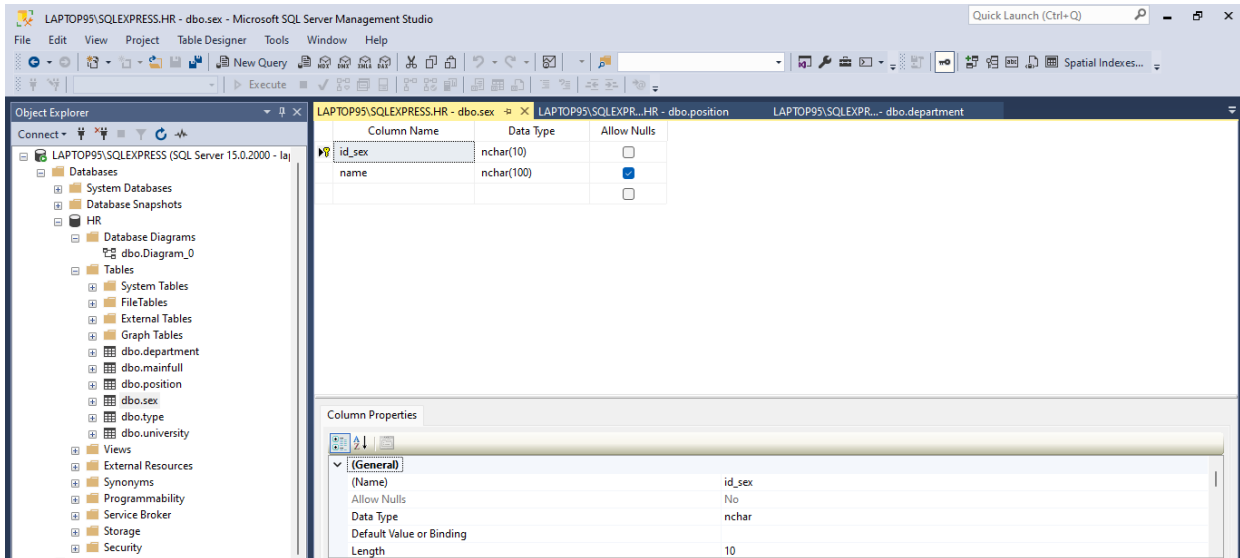 LAPTOP95\SQLEXPRESS.HR - dbo.sex - Microsoft SQL Server Management Studio
Quick Launch (Ctrl+Q)
File Edit View Project Table Designer Tools Window Help
New Query
Spatial Indexes...
Execute
Object Explorer
LAPTOP95\SQLEXPRESS.HR - dbo.sex
LAPTOP95\SQLEXPR...HR - dbo.position
LAPTOP95\SQLEXPR...- dbo.department
Connect
Column Name Data Type Allow Nulls
id_sex nchar(10)
name nchar(100)
LAPTOP95\SQLEXPRESS (SQL Server 15.0.2000 - la
Databases
System Databases
Database Snapshots
HR
Database Diagrams
dbo.Diagram_0
Tables
System Tables
FileTables
External Tables
Graph Tables
dbo.department
dbo.mainfull
dbo.position
dbo.sex
dbo.type
dbo.university
Views
External Resources
Synonyms
Programmability
Service Broker
Storage
Security
Column Properties
(General)
(Name) id_sex
Allow Nulls No
Data Type nchar
Default Value or Binding
Length 10